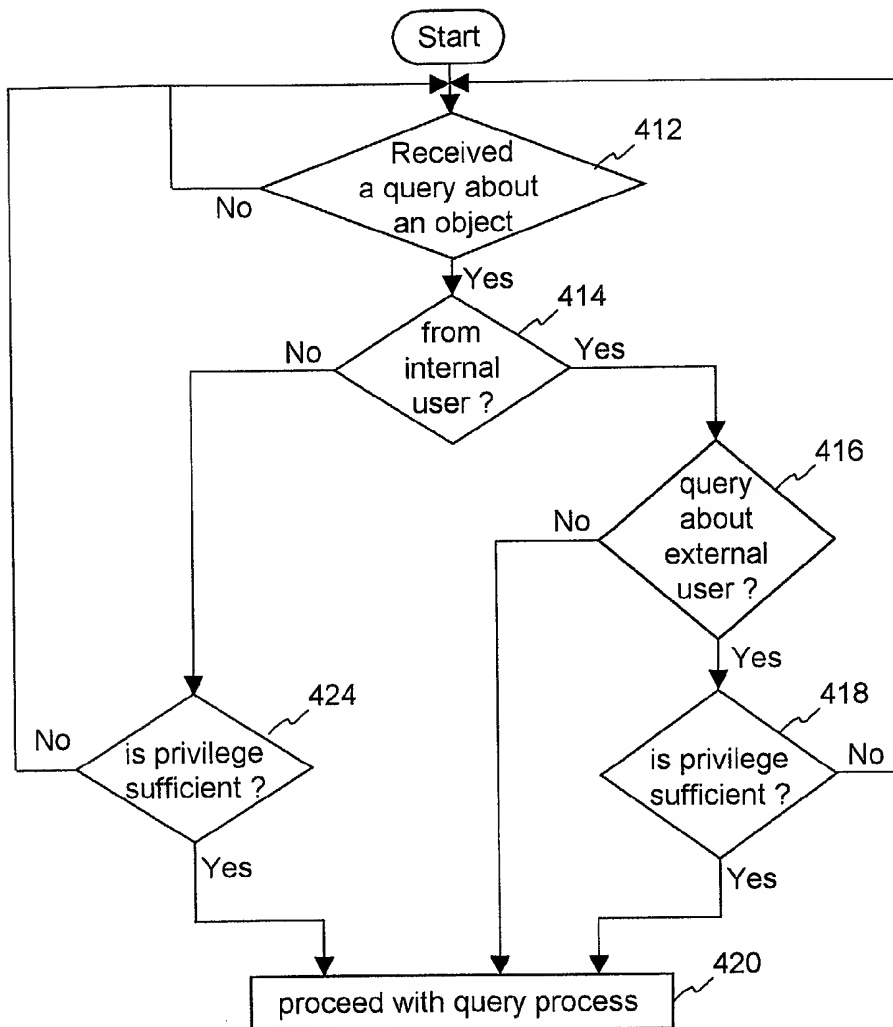 Start
Received
a query about
an object
412
No
Yes
from
internal
user ?
414
No
Yes
query
about
external
user ?
416
No
Yes
is privilege
sufficient ?
424
No
is privilege
sufficient ?
418
No
Yes
Yes
proceed with query process
420